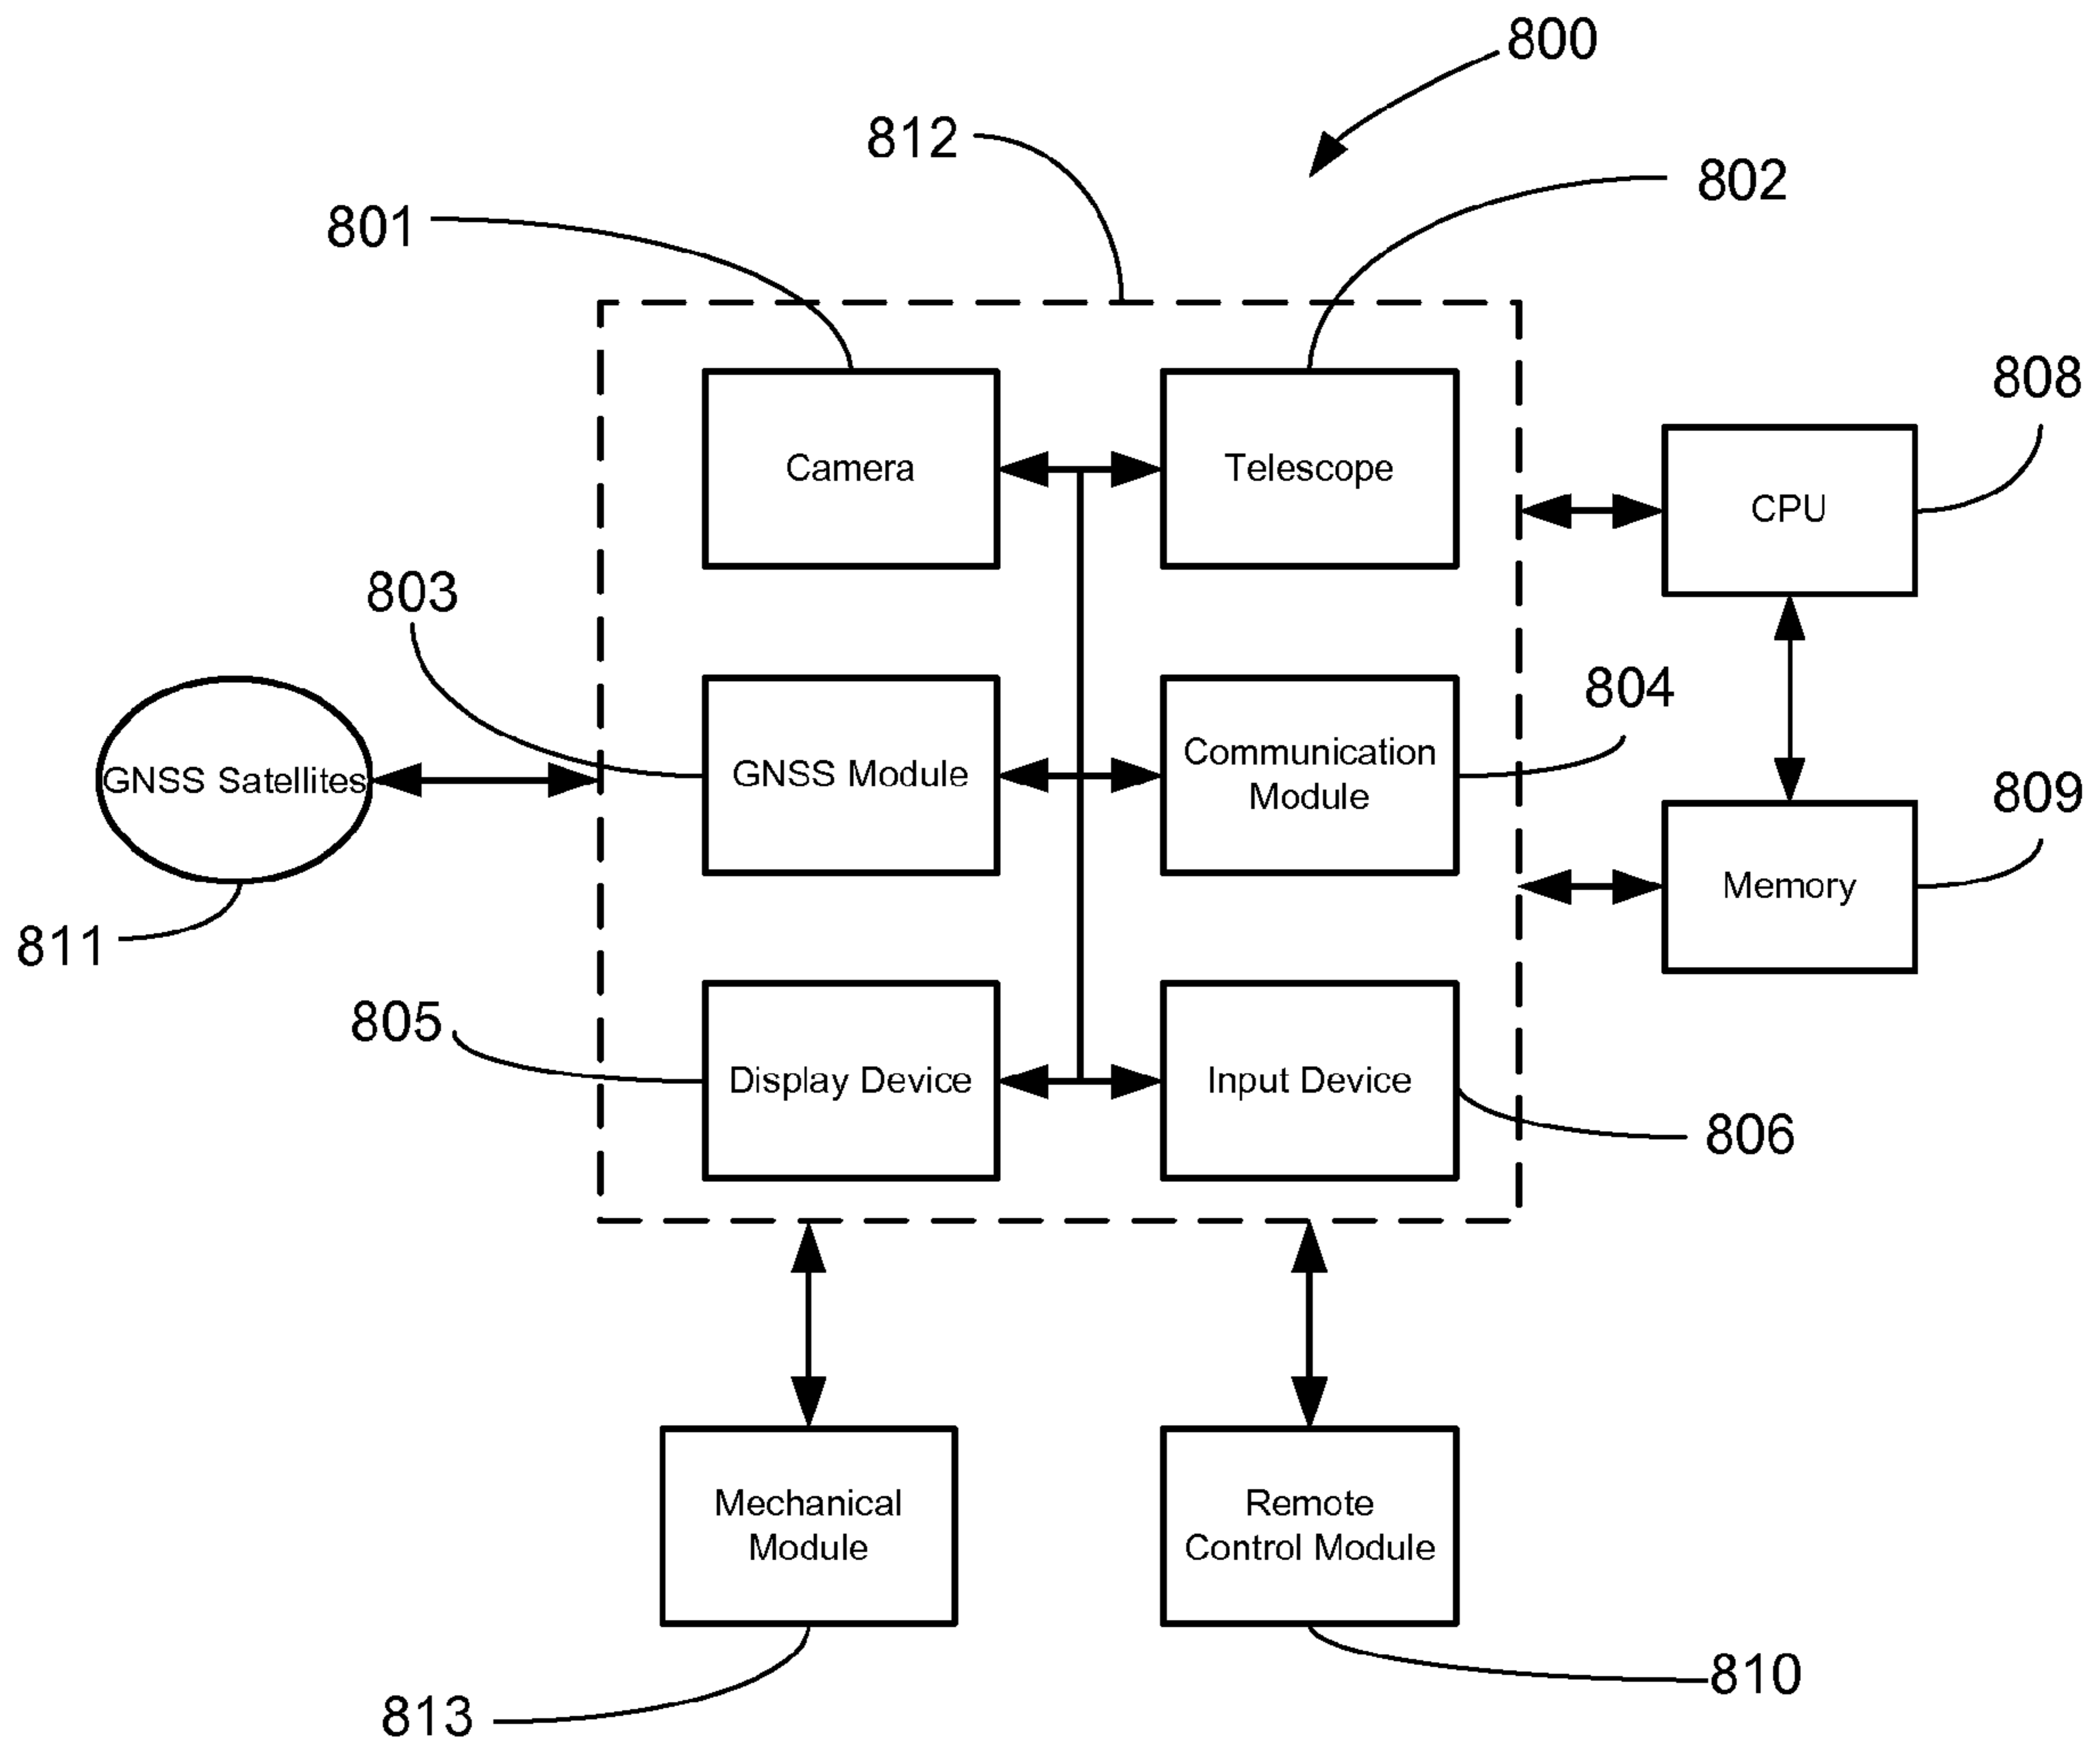 800
812
802
801
808
Camera
Telescope
CPU
803
804
GNSS Satellites
GNSS Module
Communication
Module
809
Memory
811
805
Display Device
Input Device
806
Mechanical
Module
Remote
Control Module
810
813